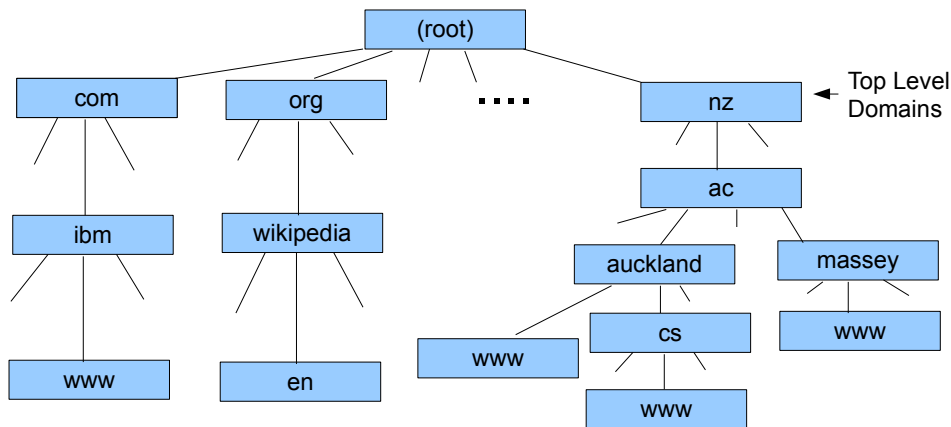 (root)
com
org
....
nz
Top Level
Domains
ac
ibm
wikipedia
auckland
massey
www
en
www
cs
www
www